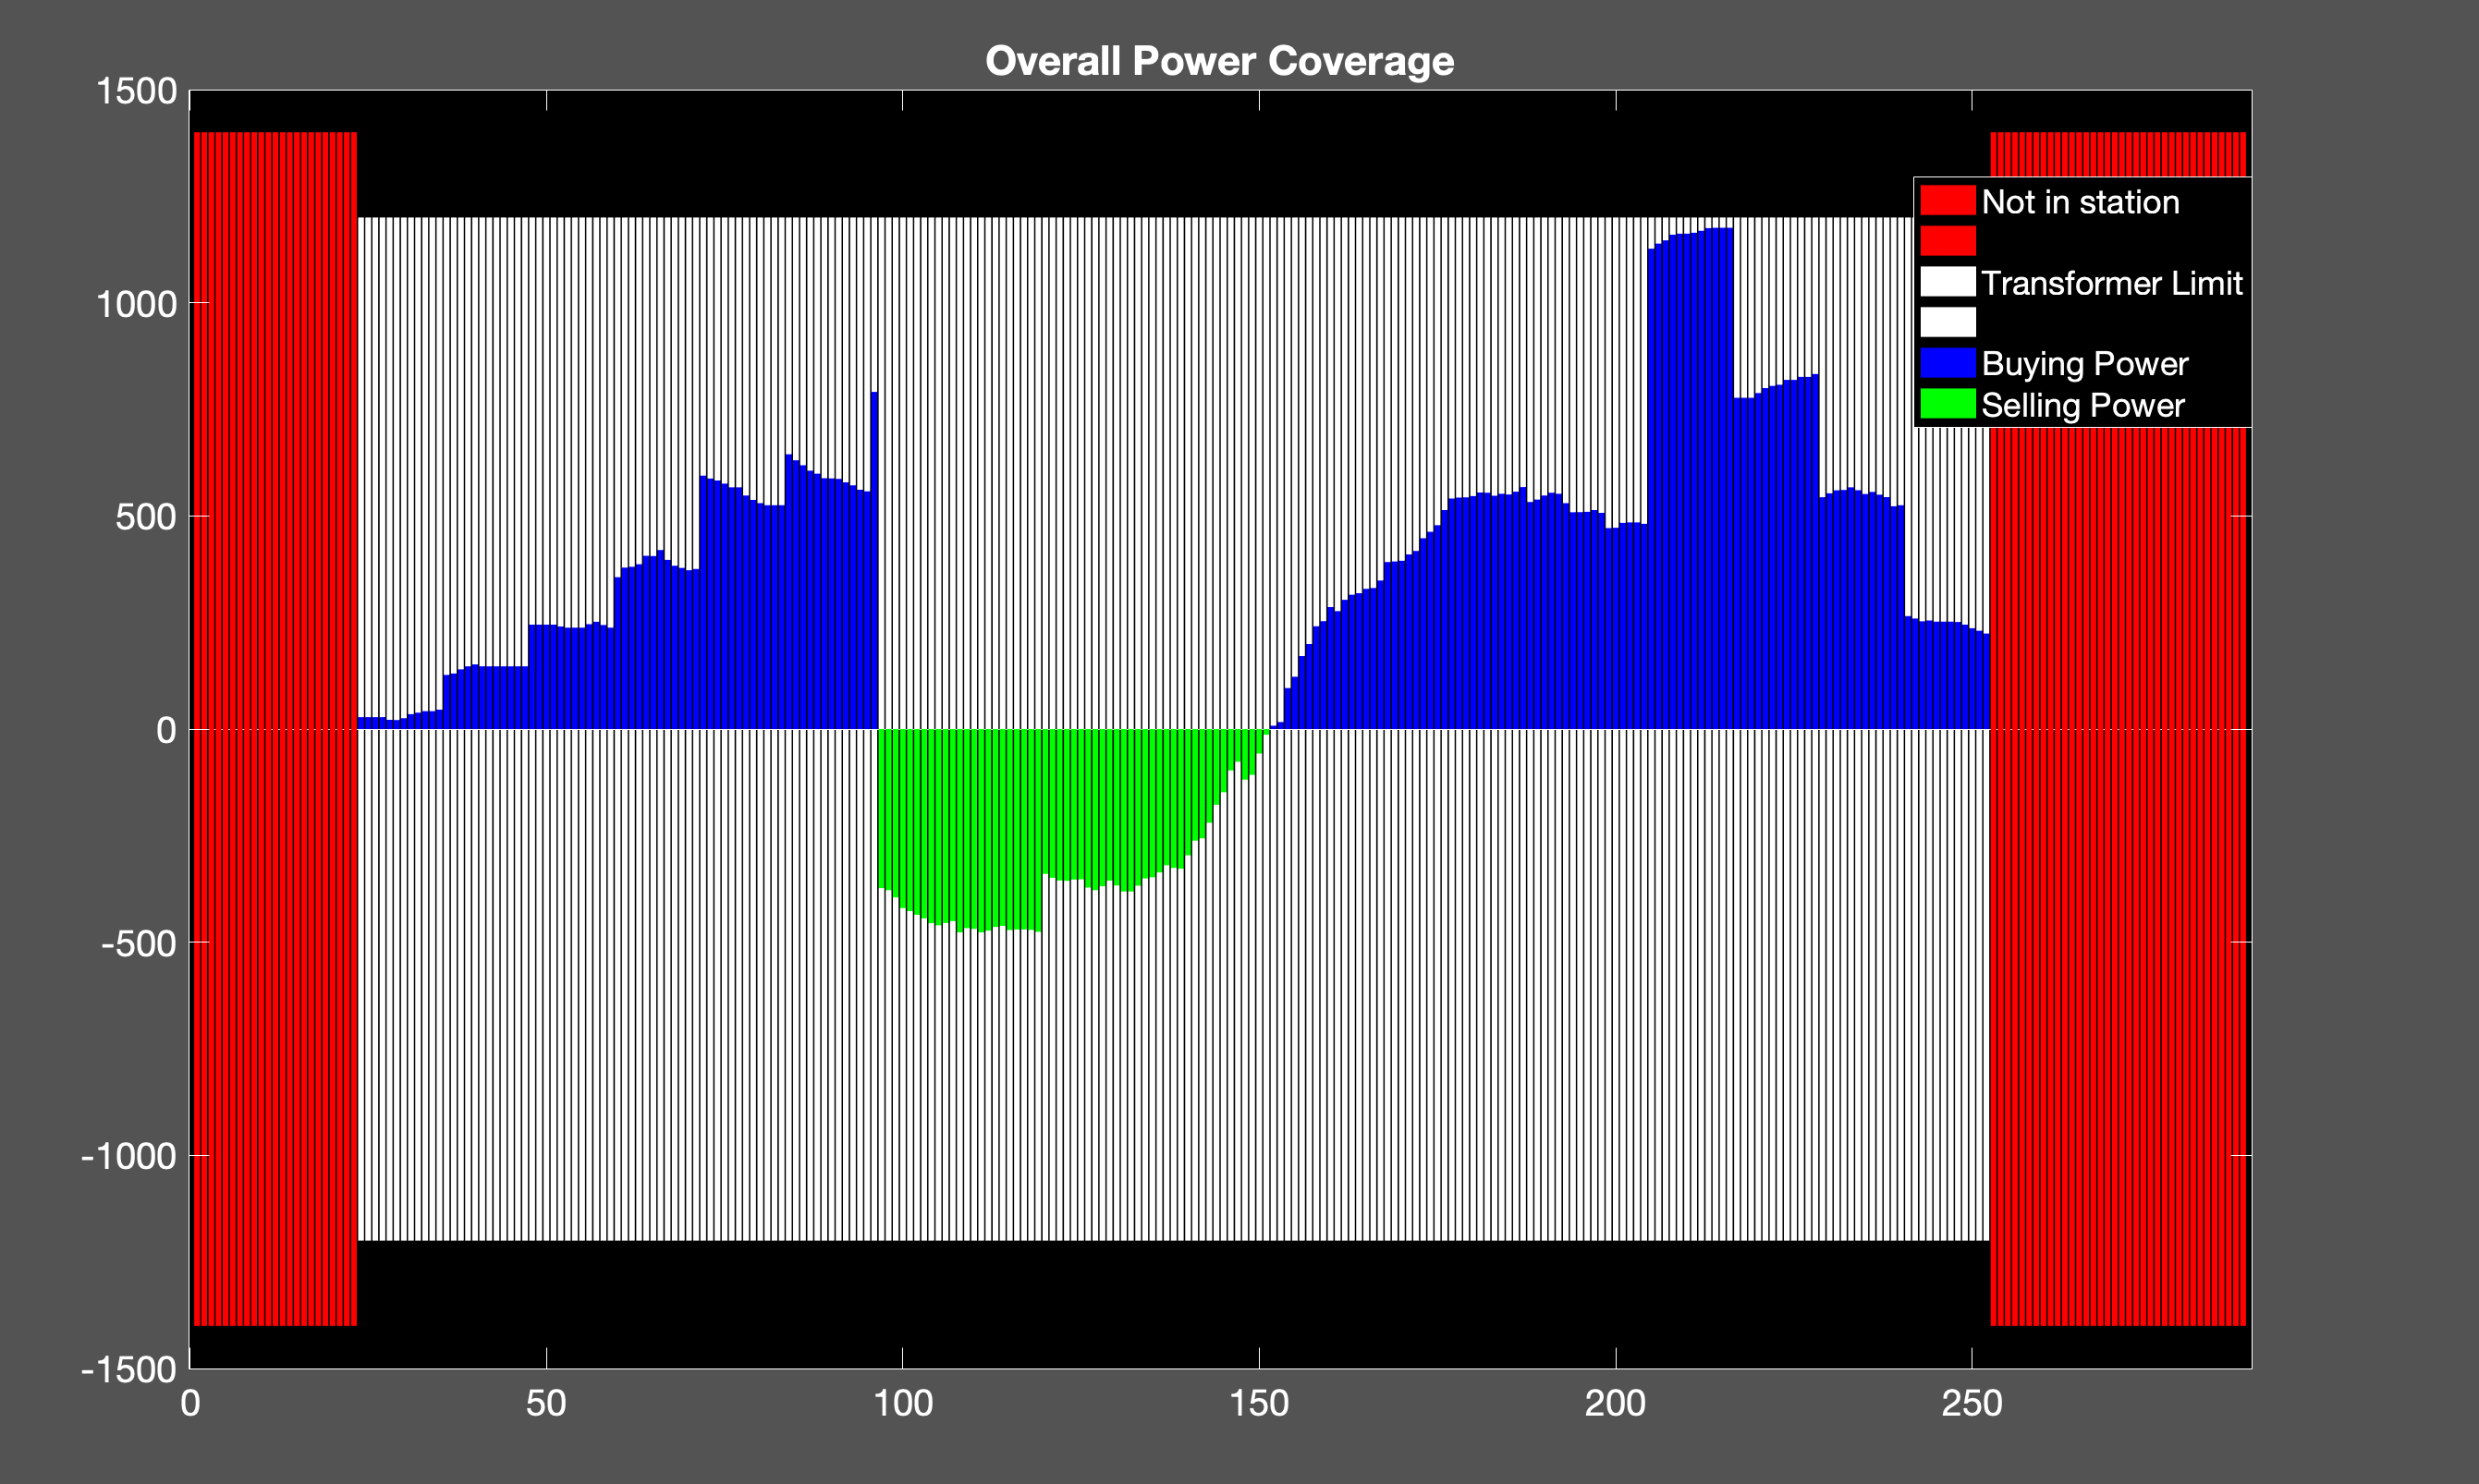 Overall Power Coverage
1500
1000
500
0
-500
-1000
-1500
0 50 100 150 200 250
Not in station
Transformer Limit
Buying Power
Selling Power